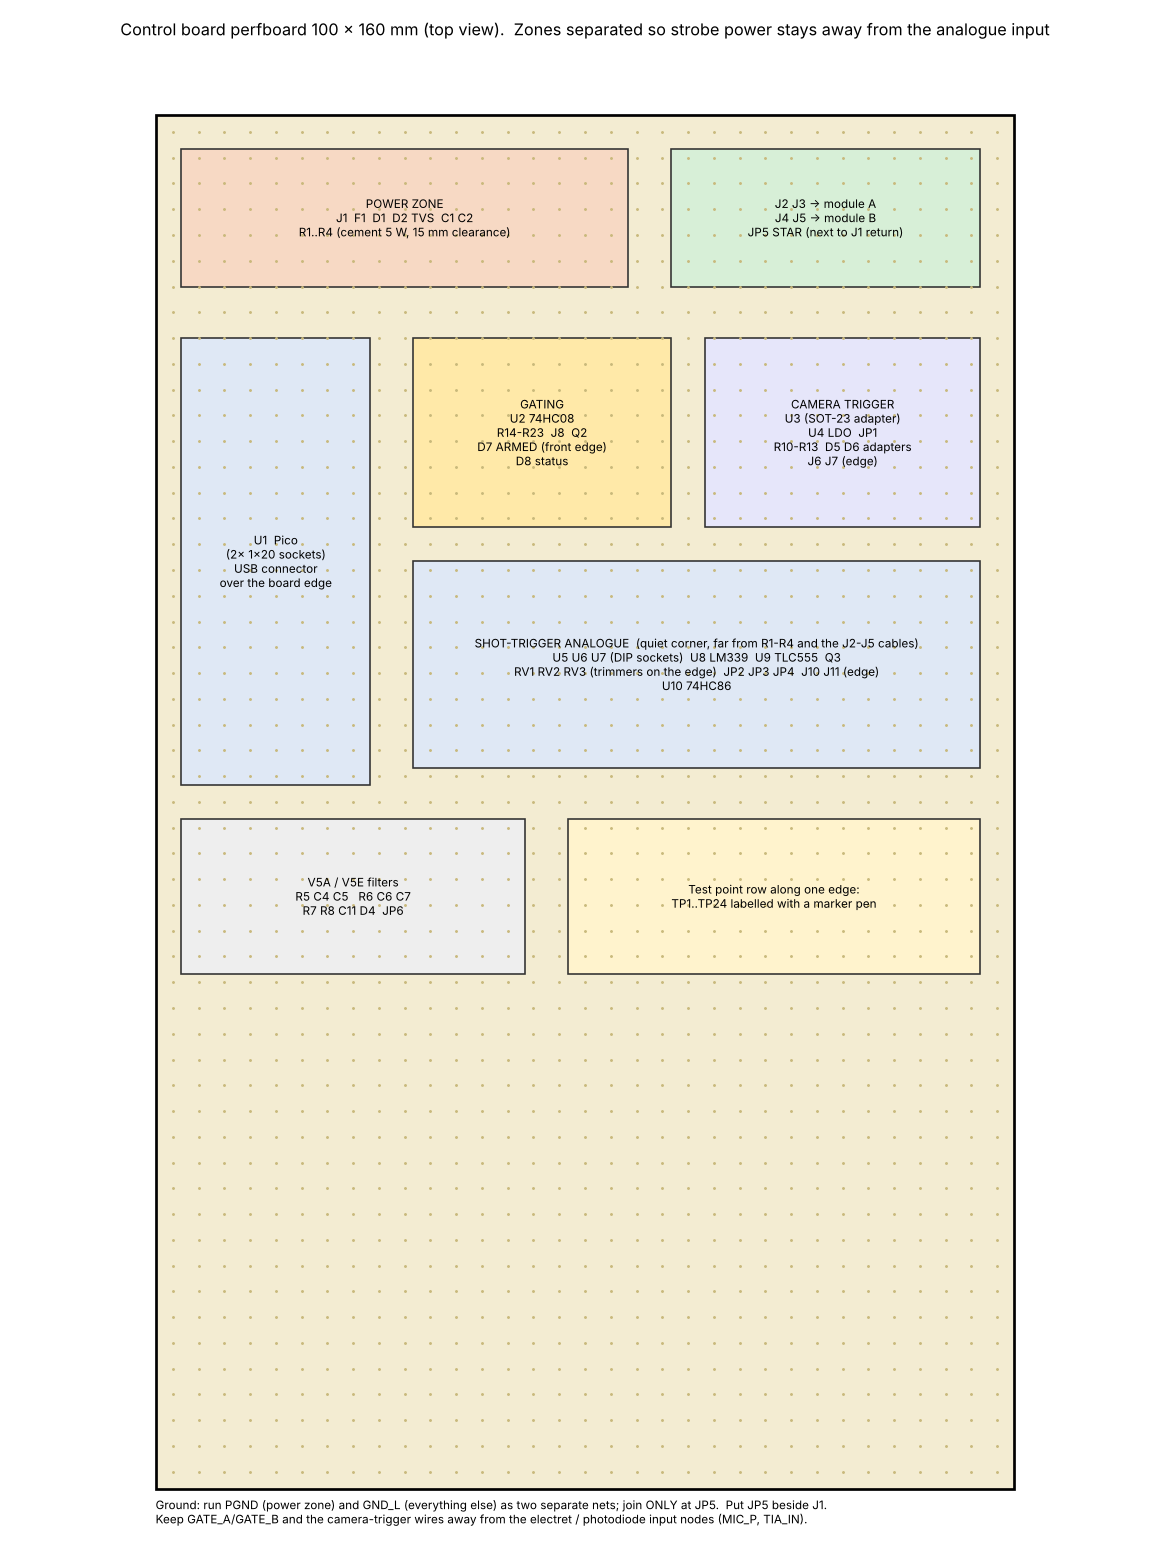 Control board perfboard 100 × 160 mm (top view).  Zones separated so strobe power stays away from the analogue input
POWER ZONE
J1  F1  D1  D2 TVS  C1 C2
R1..R4 (cement 5 W, 15 mm clearance)
J2 J3 → module A
J4 J5 → module B
JP5 STAR (next to J1 return)
GATING
U2 74HC08
R14-R23  J8  Q2
D7 ARMED (front edge)
D8 status
CAMERA TRIGGER
U3 (SOT-23 adapter)
U4 LDO  JP1
R10-R13  D5 D6 adapters
J6 J7 (edge)
U1  Pico
(2× 1×20 sockets)
USB connector
over the board edge
SHOT-TRIGGER ANALOGUE  (quiet corner, far from R1-R4 and the J2-J5 cables)
U5 U6 U7 (DIP sockets)  U8 LM339  U9 TLC555  Q3
RV1 RV2 RV3 (trimmers on the edge)  JP2 JP3 JP4  J10 J11 (edge)
U10 74HC86
V5A / V5E filters
R5 C4 C5   R6 C6 C7
R7 R8 C11 D4  JP6
Test point row along one edge:
TP1..TP24 labelled with a marker pen
Ground: run PGND (power zone) and GND_L (everything else) as two separate nets; join ONLY at JP5.  Put JP5 beside J1.
Keep GATE_A/GATE_B and the camera-trigger wires away from the electret / photodiode input nodes (MIC_P, TIA_IN).